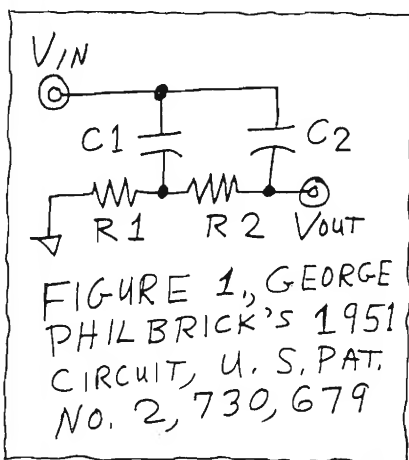 VIN
C1
C2
R1
R2
VOUT
FIGURE 1., GEORGE
PHILBRICK'S 1951
CIRCUIT, U. S. PAT.
NO. 2,730,679